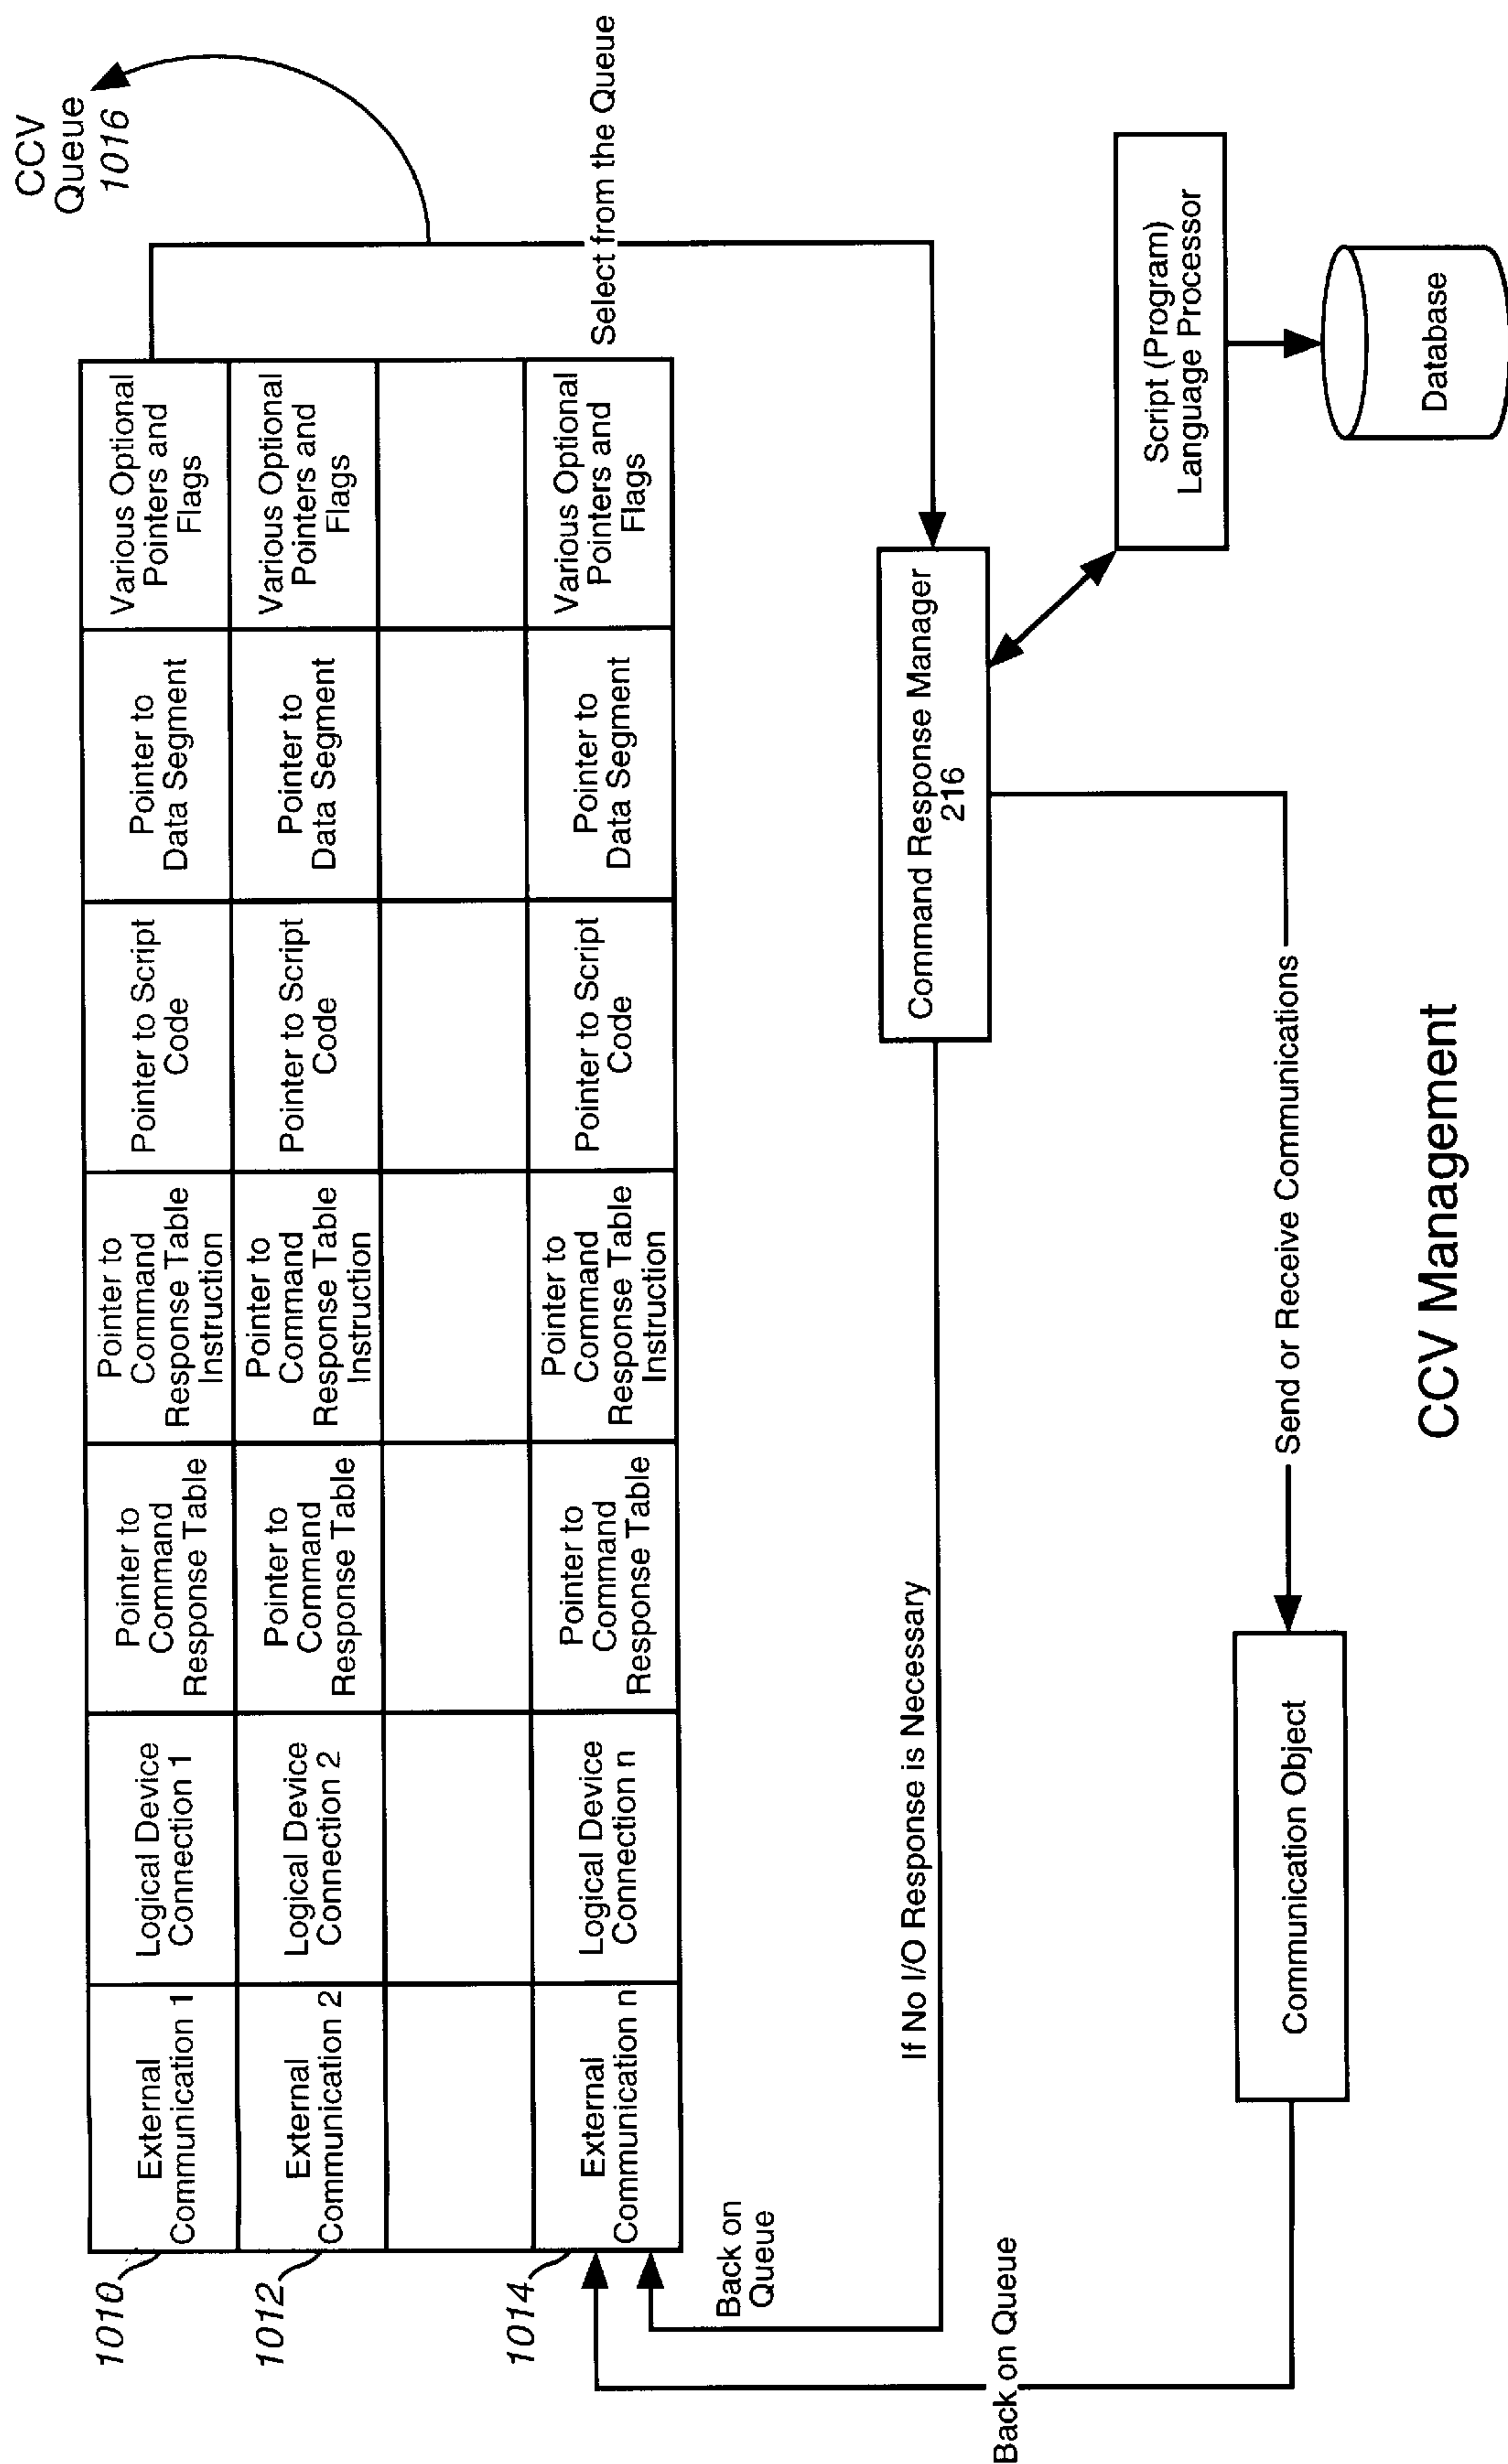 CCV
Queue
1016
1010
External
Communication 1
Logical Device
Connection 1
Pointer to
Command
Response Table
Pointer to
Command
Response Table
Instruction
Pointer to Script
Code
Pointer to
Data Segment
Various Optional
Pointers and
Flags
1012
External
Communication 2
Logical Device
Connection 2
Pointer to
Command
Response Table
Pointer to
Command
Response Table
Instruction
Pointer to Script
Code
Pointer to
Data Segment
Various Optional
Pointers and
Flags
1014
External
Communication n
Logical Device
Connection n
Pointer to
Command
Response Table
Pointer to
Command
Response Table
Instruction
Pointer to Script
Code
Pointer to
Data Segment
Various Optional
Pointers and
Flags
Select from the Queue
Back on
Queue
If No I/O Response is Necessary
Command Response Manager
216
Back on Queue
Script (Program)
Language Processor
Communication Object
Send or Receive Communications
Database
CCV Management